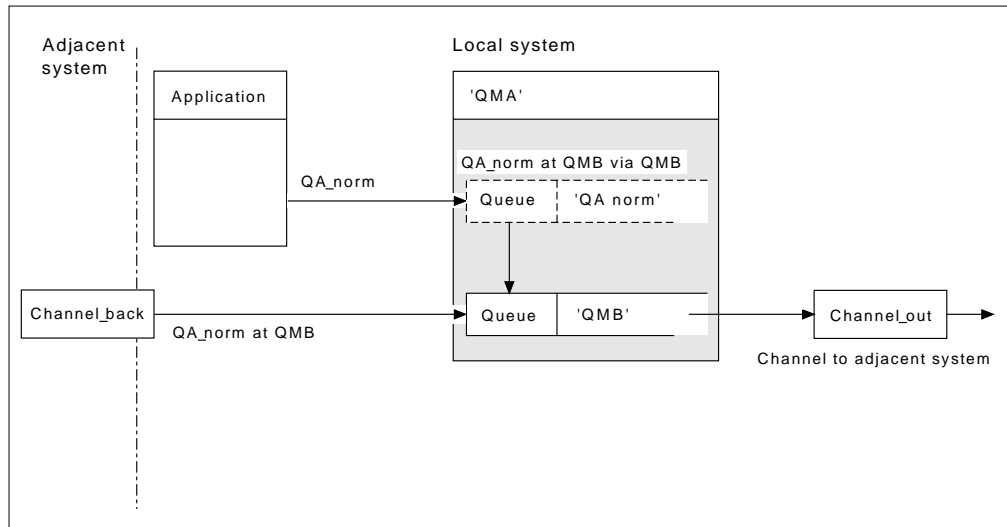 Adjacent
system
Local system
Application
'QMA'
QA_norm at QMB via QMB
QA_norm
Queue
'QA norm'
Channel_back
Queue
'QMB'
Channel_out
QA_norm at QMB
Channel to adjacent system